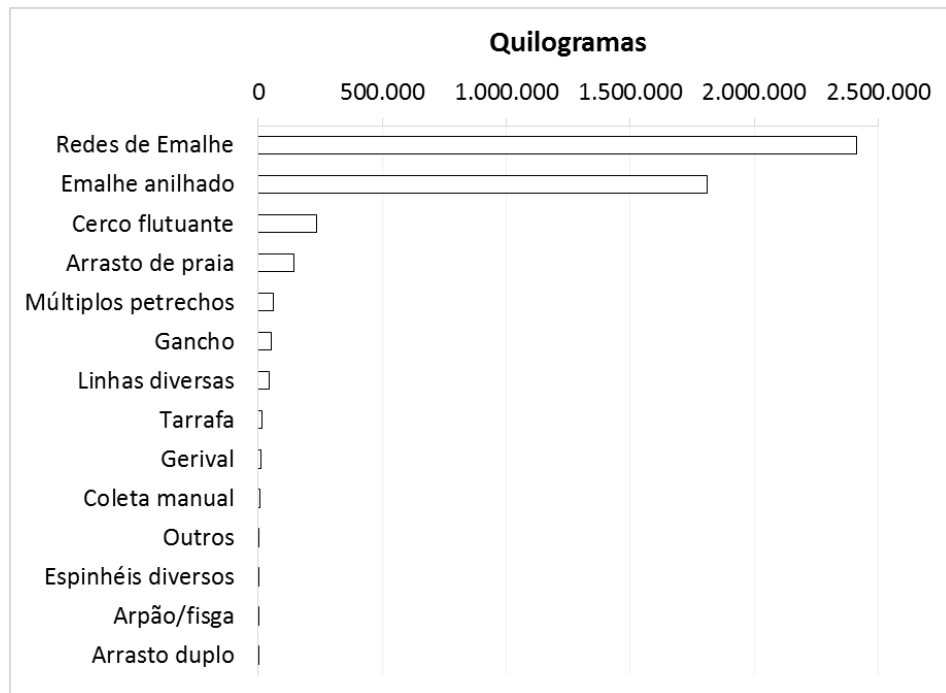 Quilogramas
0 500.000 1.000.000 1.500.000 2.000.000 2.500.000
Redes de Emalhe
Emalhe anilhado
Cerco flutuante
Arrasto de praia
Múltiplos petrechos
Gancho
Linhas diversas
Tarrafa
Gerival
Coleta manual
Outros
Espinhéis diversos
Arpão/fisga
Arrasto duplo